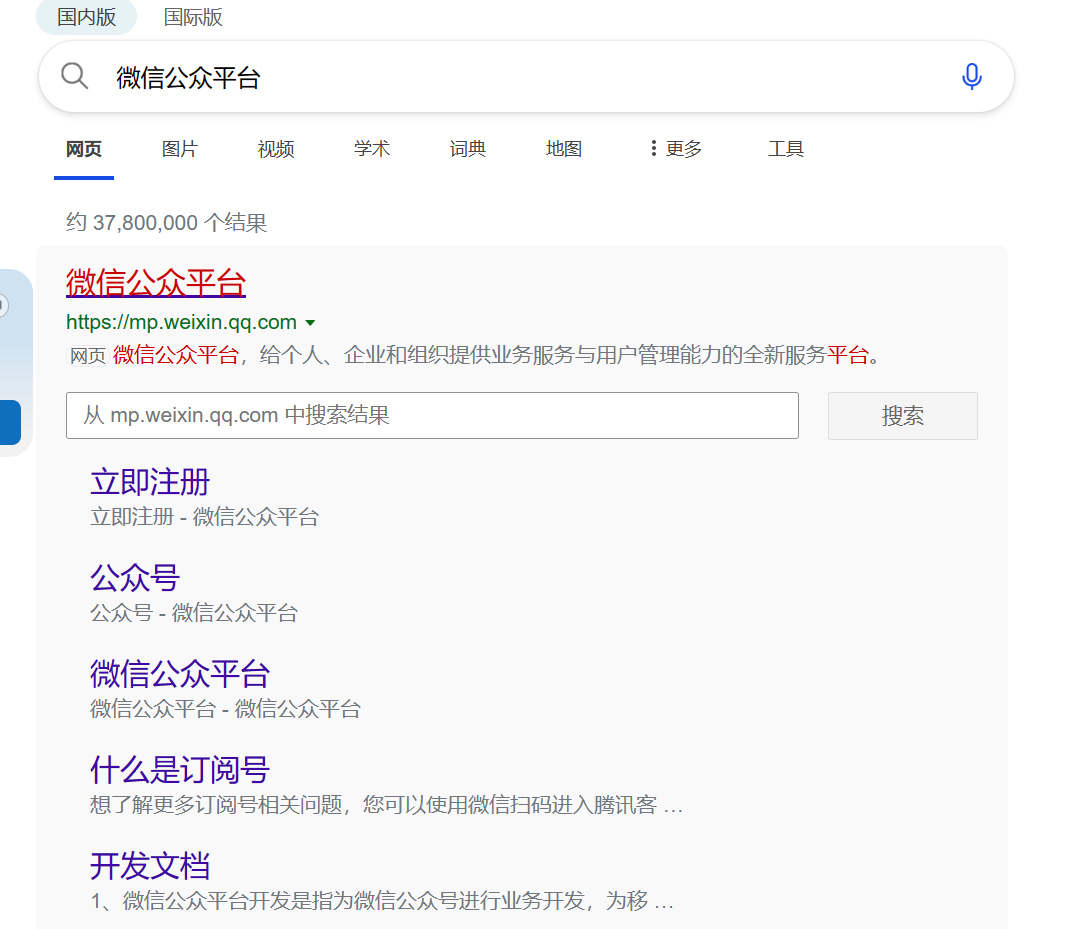 国内版 国际版
微信公众平台
网页 图片 视频 学术 词典 地图 更多 工具
约 37,800,000 个结果
微信公众平台
https://mp.weixin.qq.com
网页 微信公众平台，给个人、企业和组织提供业务服务与用户管理能力的全新服务平台。
从 mp.weixin.qq.com 中搜索结果 搜索
立即注册
立即注册 - 微信公众平台
公众号
公众号 - 微信公众平台
微信公众平台
微信公众平台 - 微信公众平台
什么是订阅号
想了解更多订阅号相关问题，您可以使用微信扫码进入腾讯客 …
开发文档
1、微信公众平台开发是指为微信公众号进行业务开发，为移 …